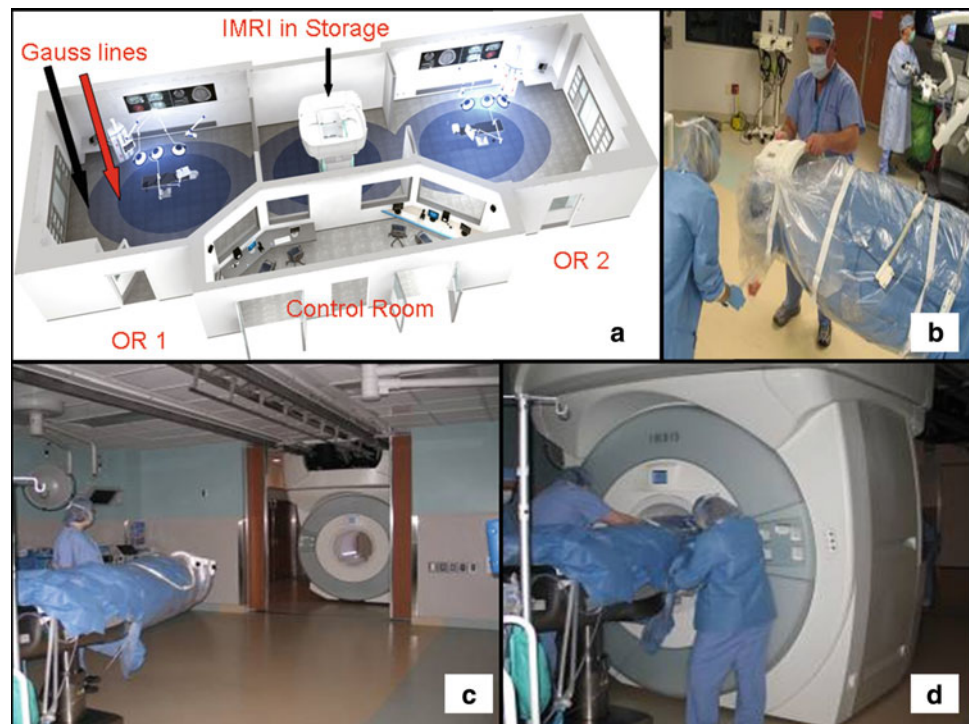 Gauss lines
IMRI in Storage
OR 2
Control Room
OR 1
a
b
c
d